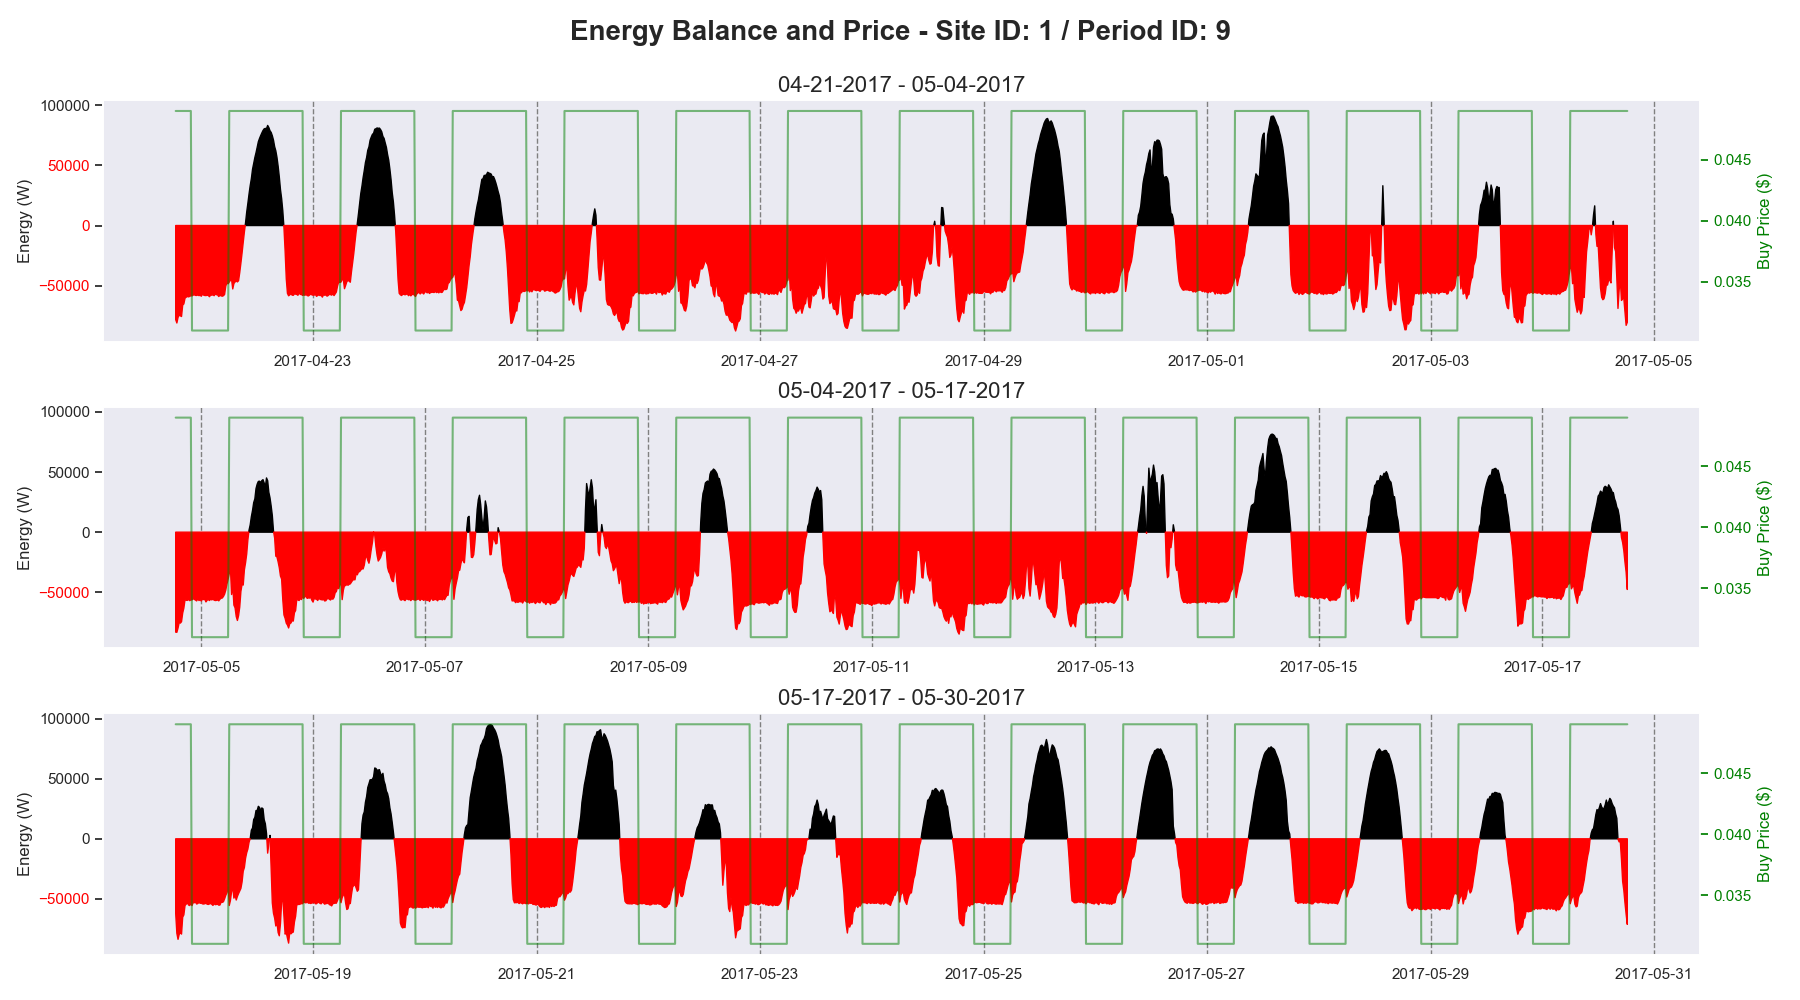 Energy Balance and Price - Site ID: 1 / Period ID: 9
04-21-2017 - 05-04-2017
100000
50000
0
−50000
Energy (W)
0.045
0.040
0.035
Buy Price ($)
2017-04-23 2017-04-25 2017-04-27 2017-04-29 2017-05-01 2017-05-03 2017-05-05
05-04-2017 - 05-17-2017
100000
50000
0
−50000
Energy (W)
0.045
0.040
0.035
Buy Price ($)
2017-05-05 2017-05-07 2017-05-09 2017-05-11 2017-05-13 2017-05-15 2017-05-17
05-17-2017 - 05-30-2017
100000
50000
0
−50000
Energy (W)
0.045
0.040
0.035
Buy Price ($)
2017-05-19 2017-05-21 2017-05-23 2017-05-25 2017-05-27 2017-05-29 2017-05-31